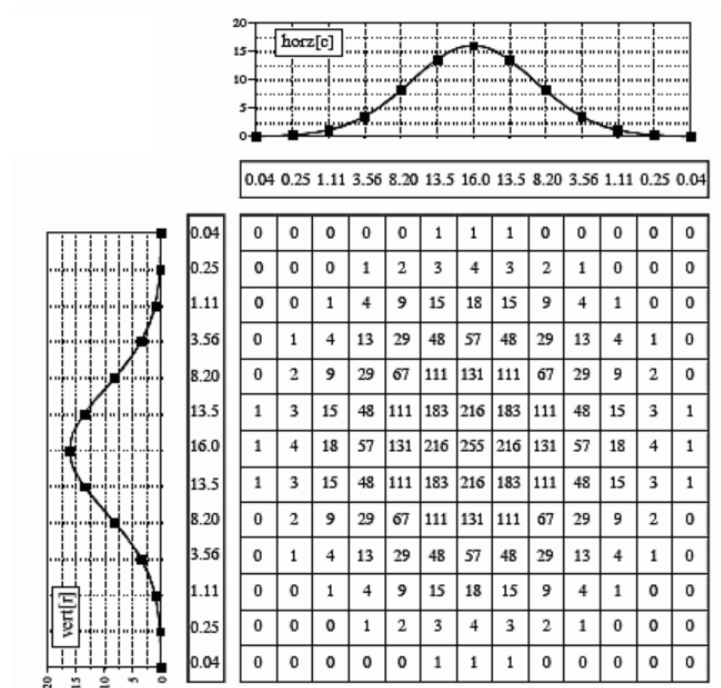 20
15
horz[c]
10
5
0
0.04 0.25 1.11 3.56 8.20 13.5 16.0 13.5 8.20 3.56 1.11 0.25 0.04
0.04 0 0 0 0 0 1 1 1 0 0 0 0 0
0.25 0 0 0 1 2 3 4 3 2 1 0 0 0
1.11 0 0 1 4 9 15 18 15 9 4 1 0 0
3.56 0 1 4 13 29 48 57 48 29 13 4 1 0
8.20 0 2 9 29 67 111 131 111 67 29 9 2 0
13.5 1 3 15 48 111 183 216 183 111 48 15 3 1
16.0 1 4 18 57 131 216 255 216 131 57 18 4 1
13.5 1 3 15 48 111 183 216 183 111 48 15 3 1
8.20 0 2 9 29 67 111 131 111 67 29 9 2 0
3.56 0 1 4 13 29 48 57 48 29 13 4 1 0
1.11 0 0 1 4 9 15 18 15 9 4 1 0 0
0.25 0 0 0 1 2 3 4 3 2 1 0 0 0
0.04 0 0 0 0 0 1 1 1 0 0 0 0 0
vert[r]
20 15 10 5 0